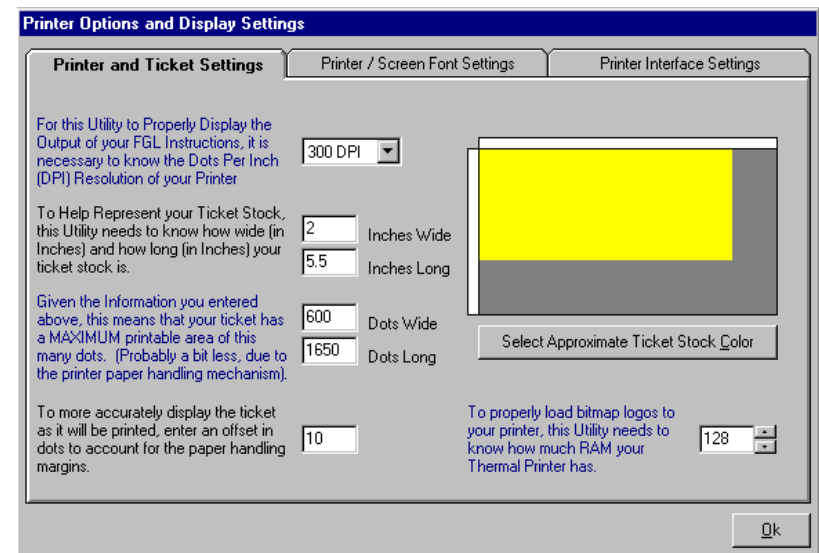 Printer Options and Display Settings
Printer and Ticket Settings
Printer / Screen Font Settings
Printer Interface Settings
For this Utility to Properly Display the
Output of your FGL Instructions, it is
necessary to know the Dots Per Inch
(DPI) Resolution of your Printer
300 DPI
To Help Represent your Ticket Stock,
this Utility needs to know how wide (in
Inches) and how long (in Inches) your
ticket stock is.
2
Inches Wide
5.5
Inches Long
Given the Information you entered
above, this means that your ticket has
a MAXIMUM printable area of this
many dots. (Probably a bit less, due to
the printer paper handling mechanism).
600
Dots Wide
1650
Dots Long
Select Approximate Ticket Stock Color
To more accurately display the ticket
as it will be printed, enter an offset in
dots to account for the paper handling
margins.
10
To properly load bitmap logos to
your printer, this Utility needs to
know how much RAM your
Thermal Printer has.
128
Ok